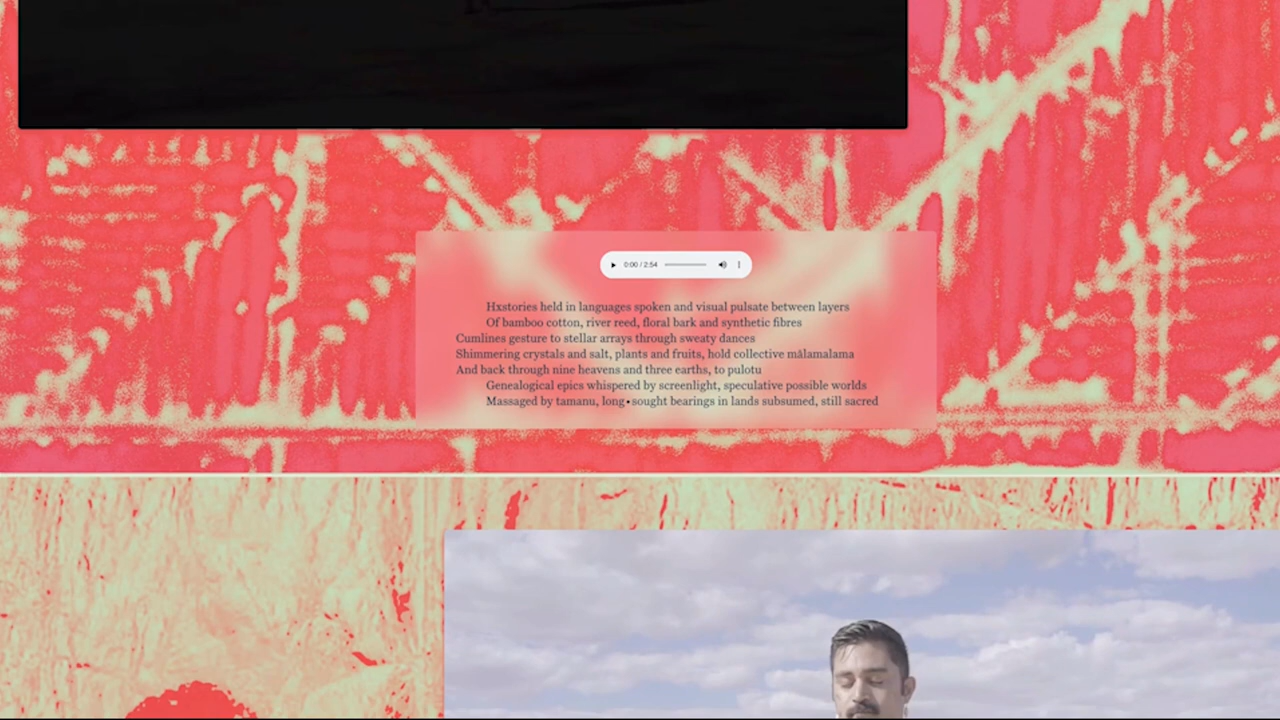 0:00 / 2:54
Hxstories held in languages spoken and visual pulsate between layers
Of bamboo cotton, river reed, floral bark and synthetic fibres
Cumlines gesture to stellar arrays through sweaty dances
Shimmering crystals and salt, plants and fruits, hold collective mālamalama
And back through nine heavens and three earths, to pulotu
Genealogical epics whispered by screenlight, speculative possible worlds
Massaged by tamanu, long•sought bearings in lands subsumed, still sacred